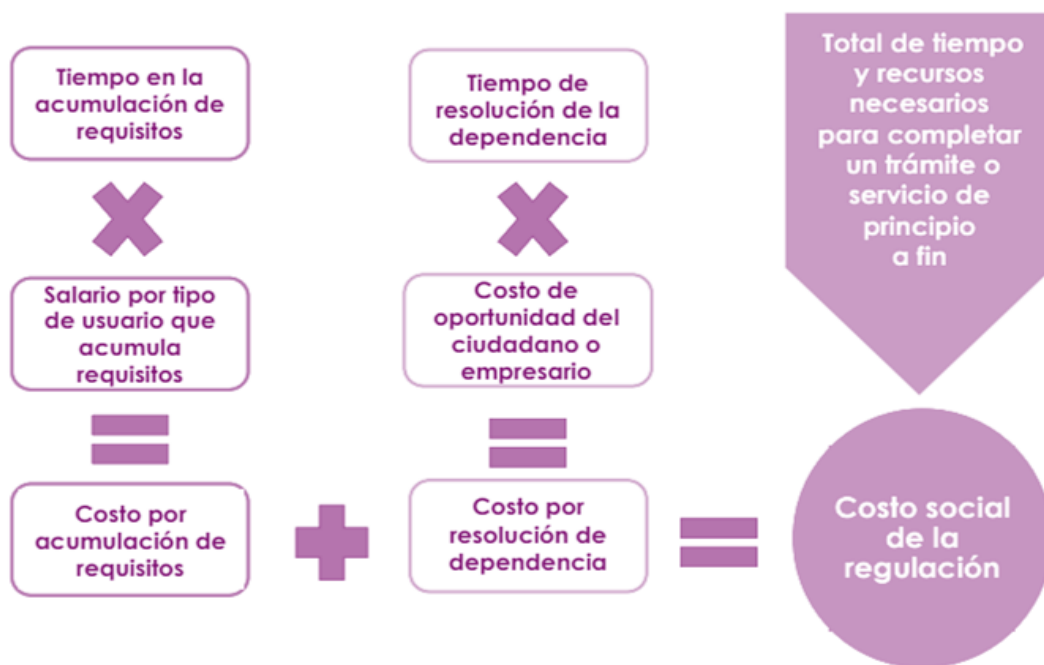 Tiempo en la
acumulación de
requisitos
Salario por tipo
de usuario que
acumula
requisitos
Costo por
acumulación de
requisitos
Tiempo de
resolución de la
dependencia
Costo de
oportunidad del
ciudadano o
empresario
Costo por
resolución de
dependencia
Total de tiempo
y recursos
necesarios
para completar
un trámite o
servicio de
principio
a fin
Costo social
de la
regulación